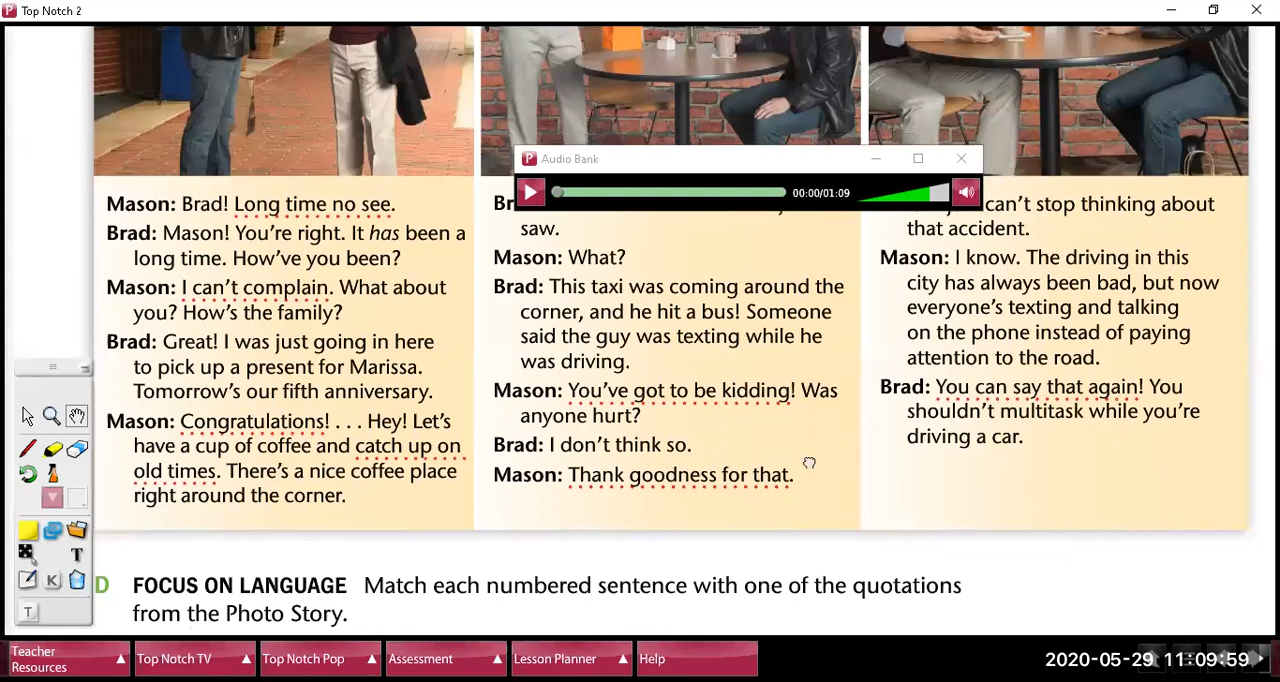 Top Notch 2
Audio Bank
00:00/01:09
Mason: Brad! Long time no see.
Brad: Mason! You're right. It has been a
long time. How've you been?
Mason: I can't complain. What about
you? How's the family?
Brad: Great! I was just going in here
to pick up a present for Marissa.
Tomorrow's our fifth anniversary.
Mason: Congratulations! . . . Hey! Let's
have a cup of coffee and catch up on
old times. There's a nice coffee place
right around the corner.
saw.
Mason: What?
Brad: This taxi was coming around the
corner, and he hit a bus! Someone
said the guy was texting while he
was driving.
Mason: You've got to be kidding! Was
anyone hurt?
Brad: I don't think so.
Mason: Thank goodness for that.
can't stop thinking about
that accident.
Mason: I know. The driving in this
city has always been bad, but now
everyone's texting and talking
on the phone instead of paying
attention to the road.
Brad: You can say that again! You
shouldn't multitask while you're
driving a car.
D FOCUS ON LANGUAGE Match each numbered sentence with one of the quotations
from the Photo Story.
T
K
T
Teacher
Resources
Top Notch TV
Top Notch Pop
Assessment
Lesson Planner
Help
2020-05-29 11:09:59